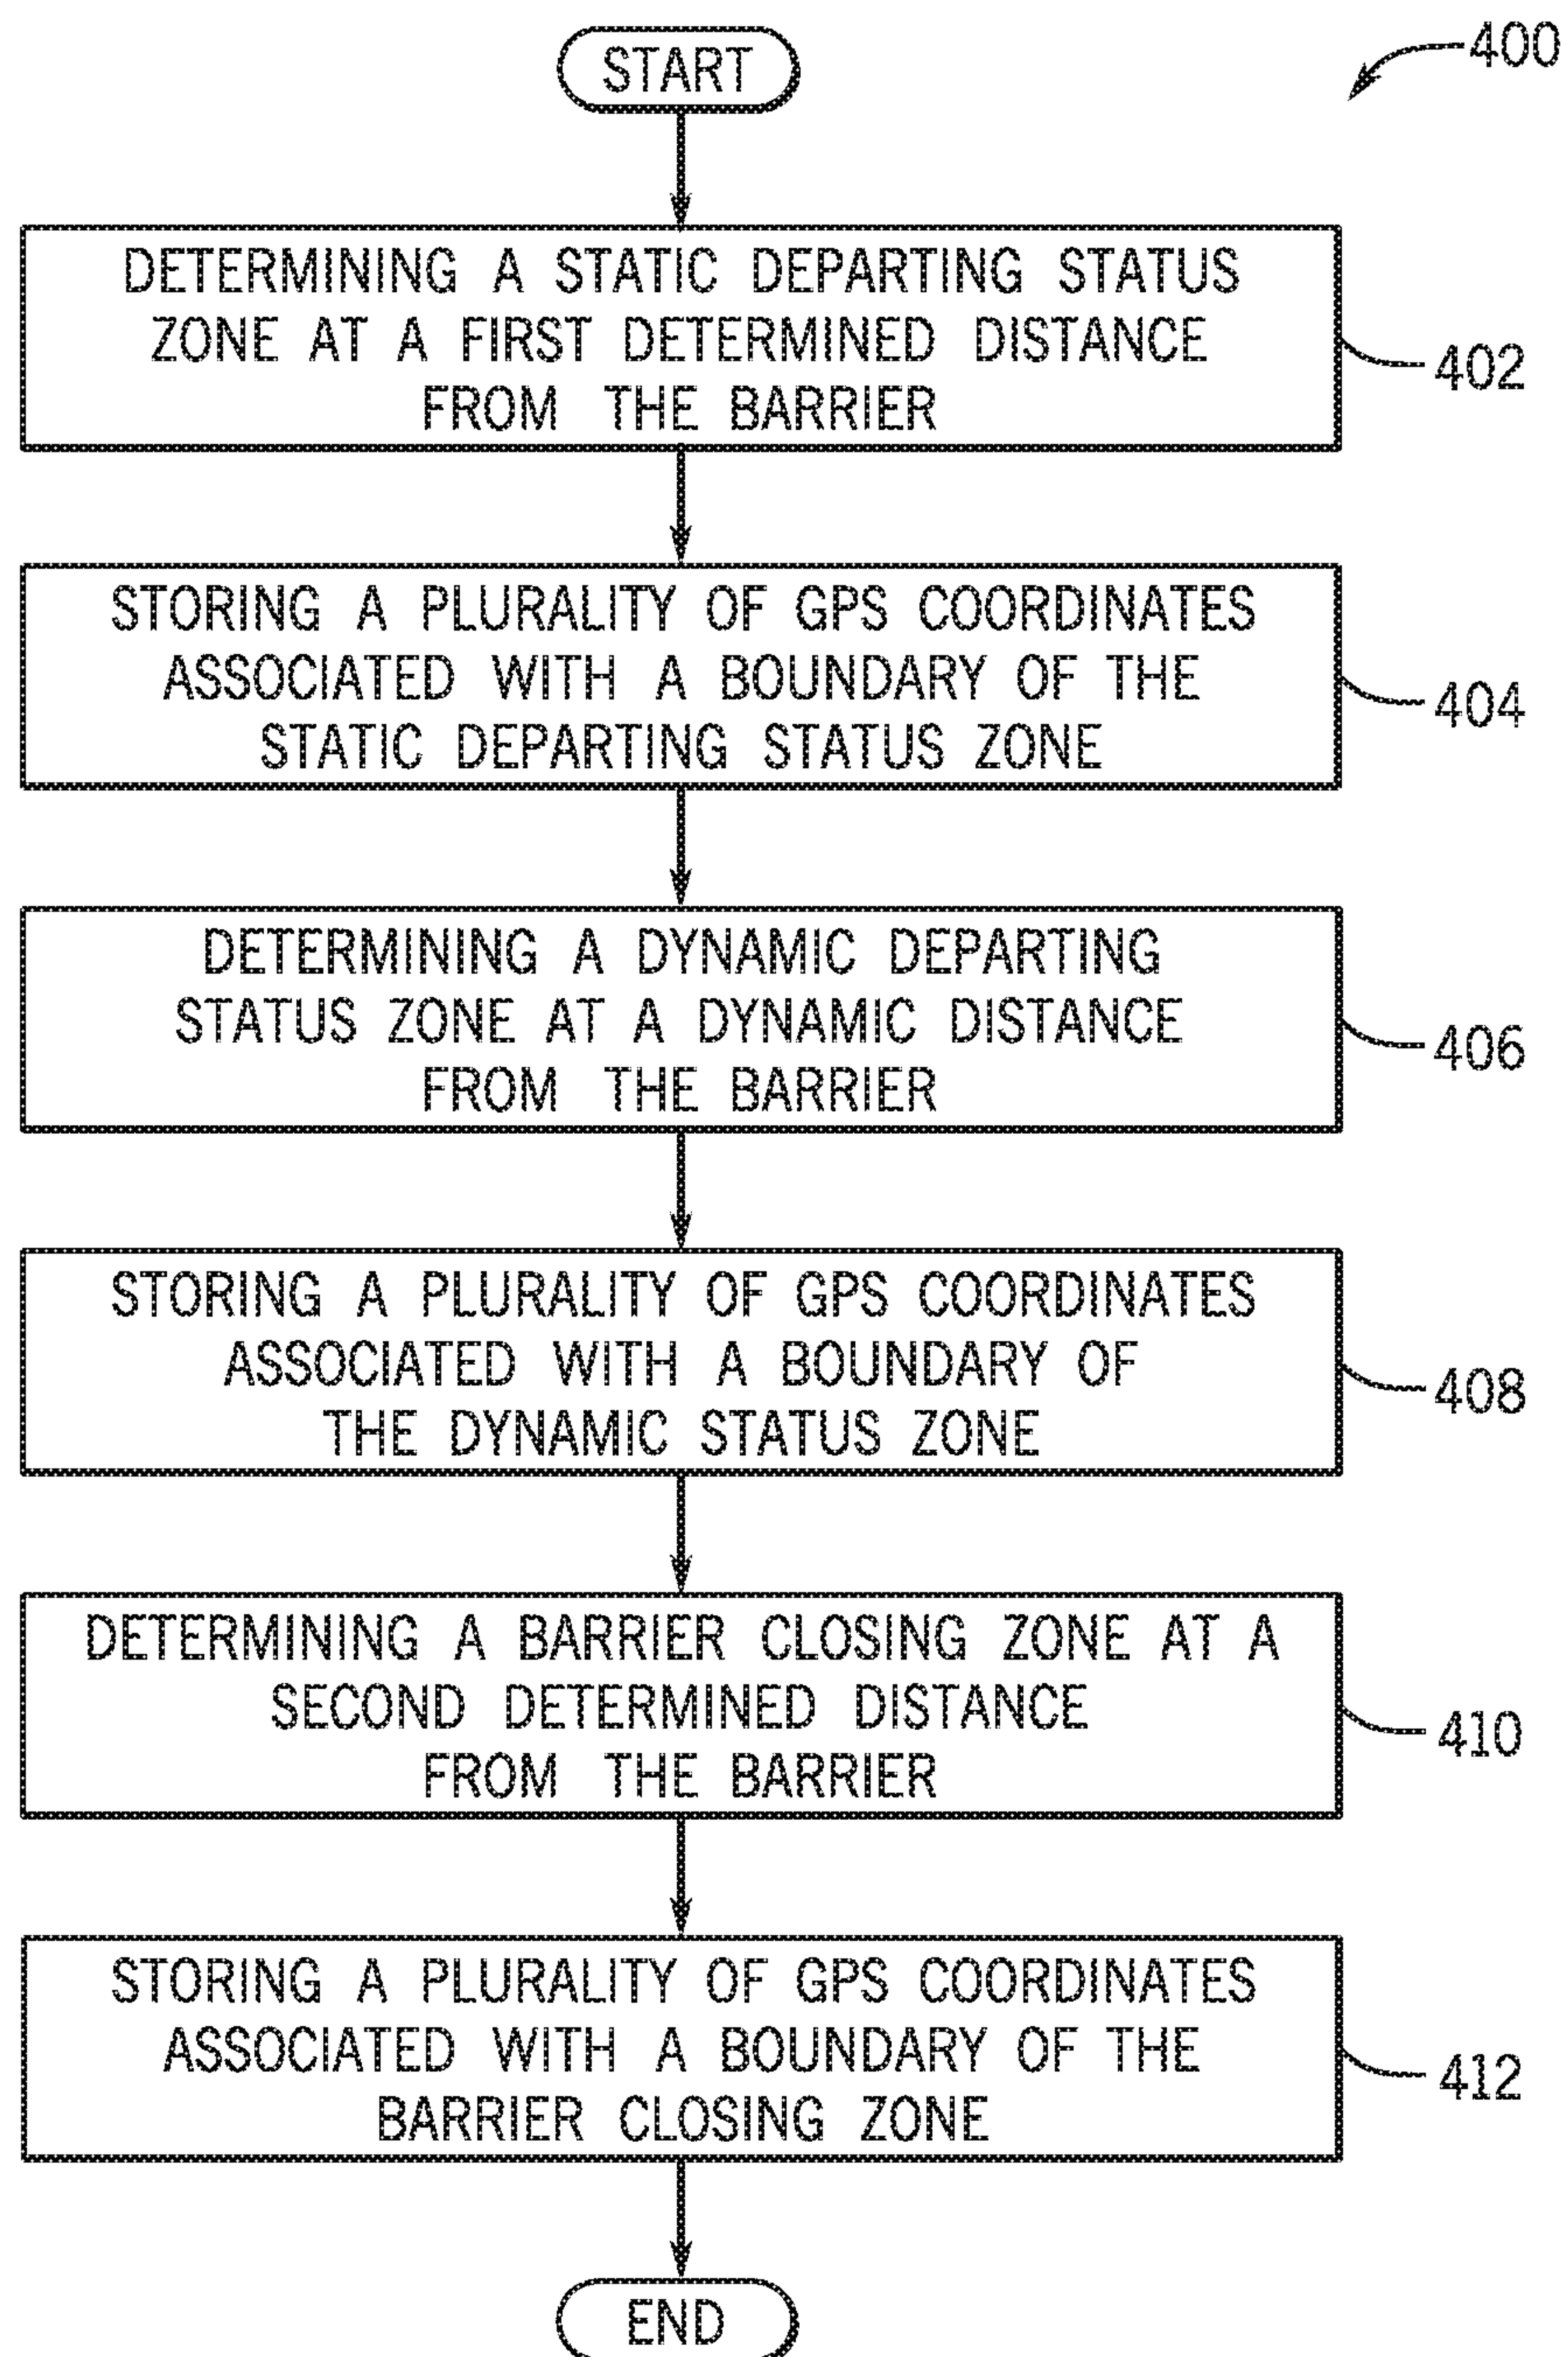 START
400
DETERMINING A STATIC DEPARTING STATUS
ZONE AT A FIRST DETERMINED DISTANCE
FROM THE BARRIER
402
STORING A PLURALITY OF GPS COORDINATES
ASSOCIATED WITH A BOUNDARY OF THE
STATIC DEPARTING STATUS ZONE
404
DETERMINING A DYNAMIC DEPARTING
STATUS ZONE AT A DYNAMIC DISTANCE
FROM THE BARRIER
406
STORING A PLURALITY OF GPS COORDINATES
ASSOCIATED WITH A BOUNDARY OF
THE DYNAMIC STATUS ZONE
408
DETERMINING A BARRIER CLOSING ZONE AT A
SECOND DETERMINED DISTANCE
FROM THE BARRIER
410
STORING A PLURALITY OF GPS COORDINATES
ASSOCIATED WITH A BOUNDARY OF THE
BARRIER CLOSING ZONE
412
END